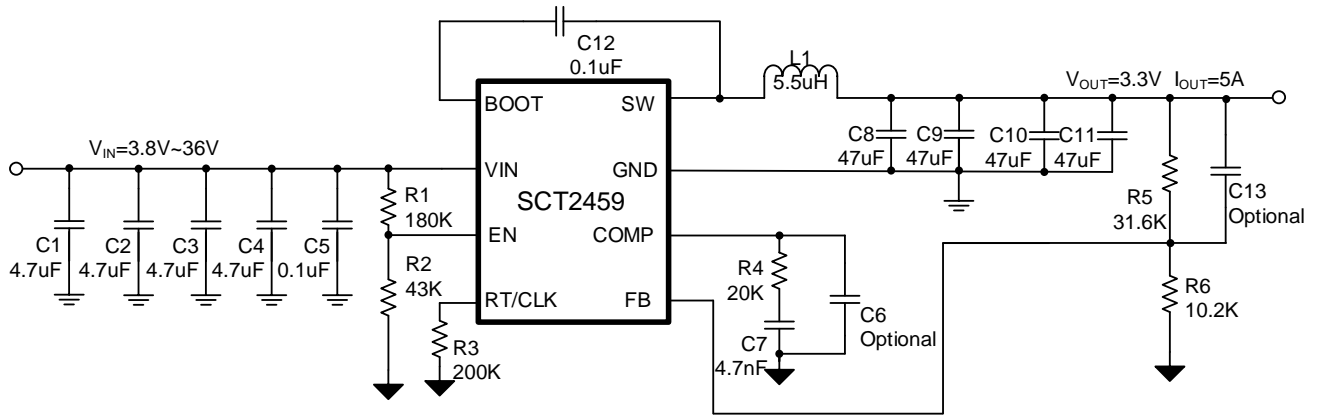 C12
0.1uF
L1
5.5uH
V_OUT=3.3V I_OUT=5A
BOOT
SW
C8
47uF
C9
47uF
C10
47uF
C11
47uF
V_IN=3.8V~36V
VIN
GND
SCT2459
R1
180K
R5
31.6K
C13
Optional
EN
COMP
C1
4.7uF
C2
4.7uF
C3
4.7uF
C4
4.7uF
C5
0.1uF
R2
43K
R4
20K
RT/CLK
FB
C6
Optional
R6
10.2K
R3
200K
C7
4.7nF